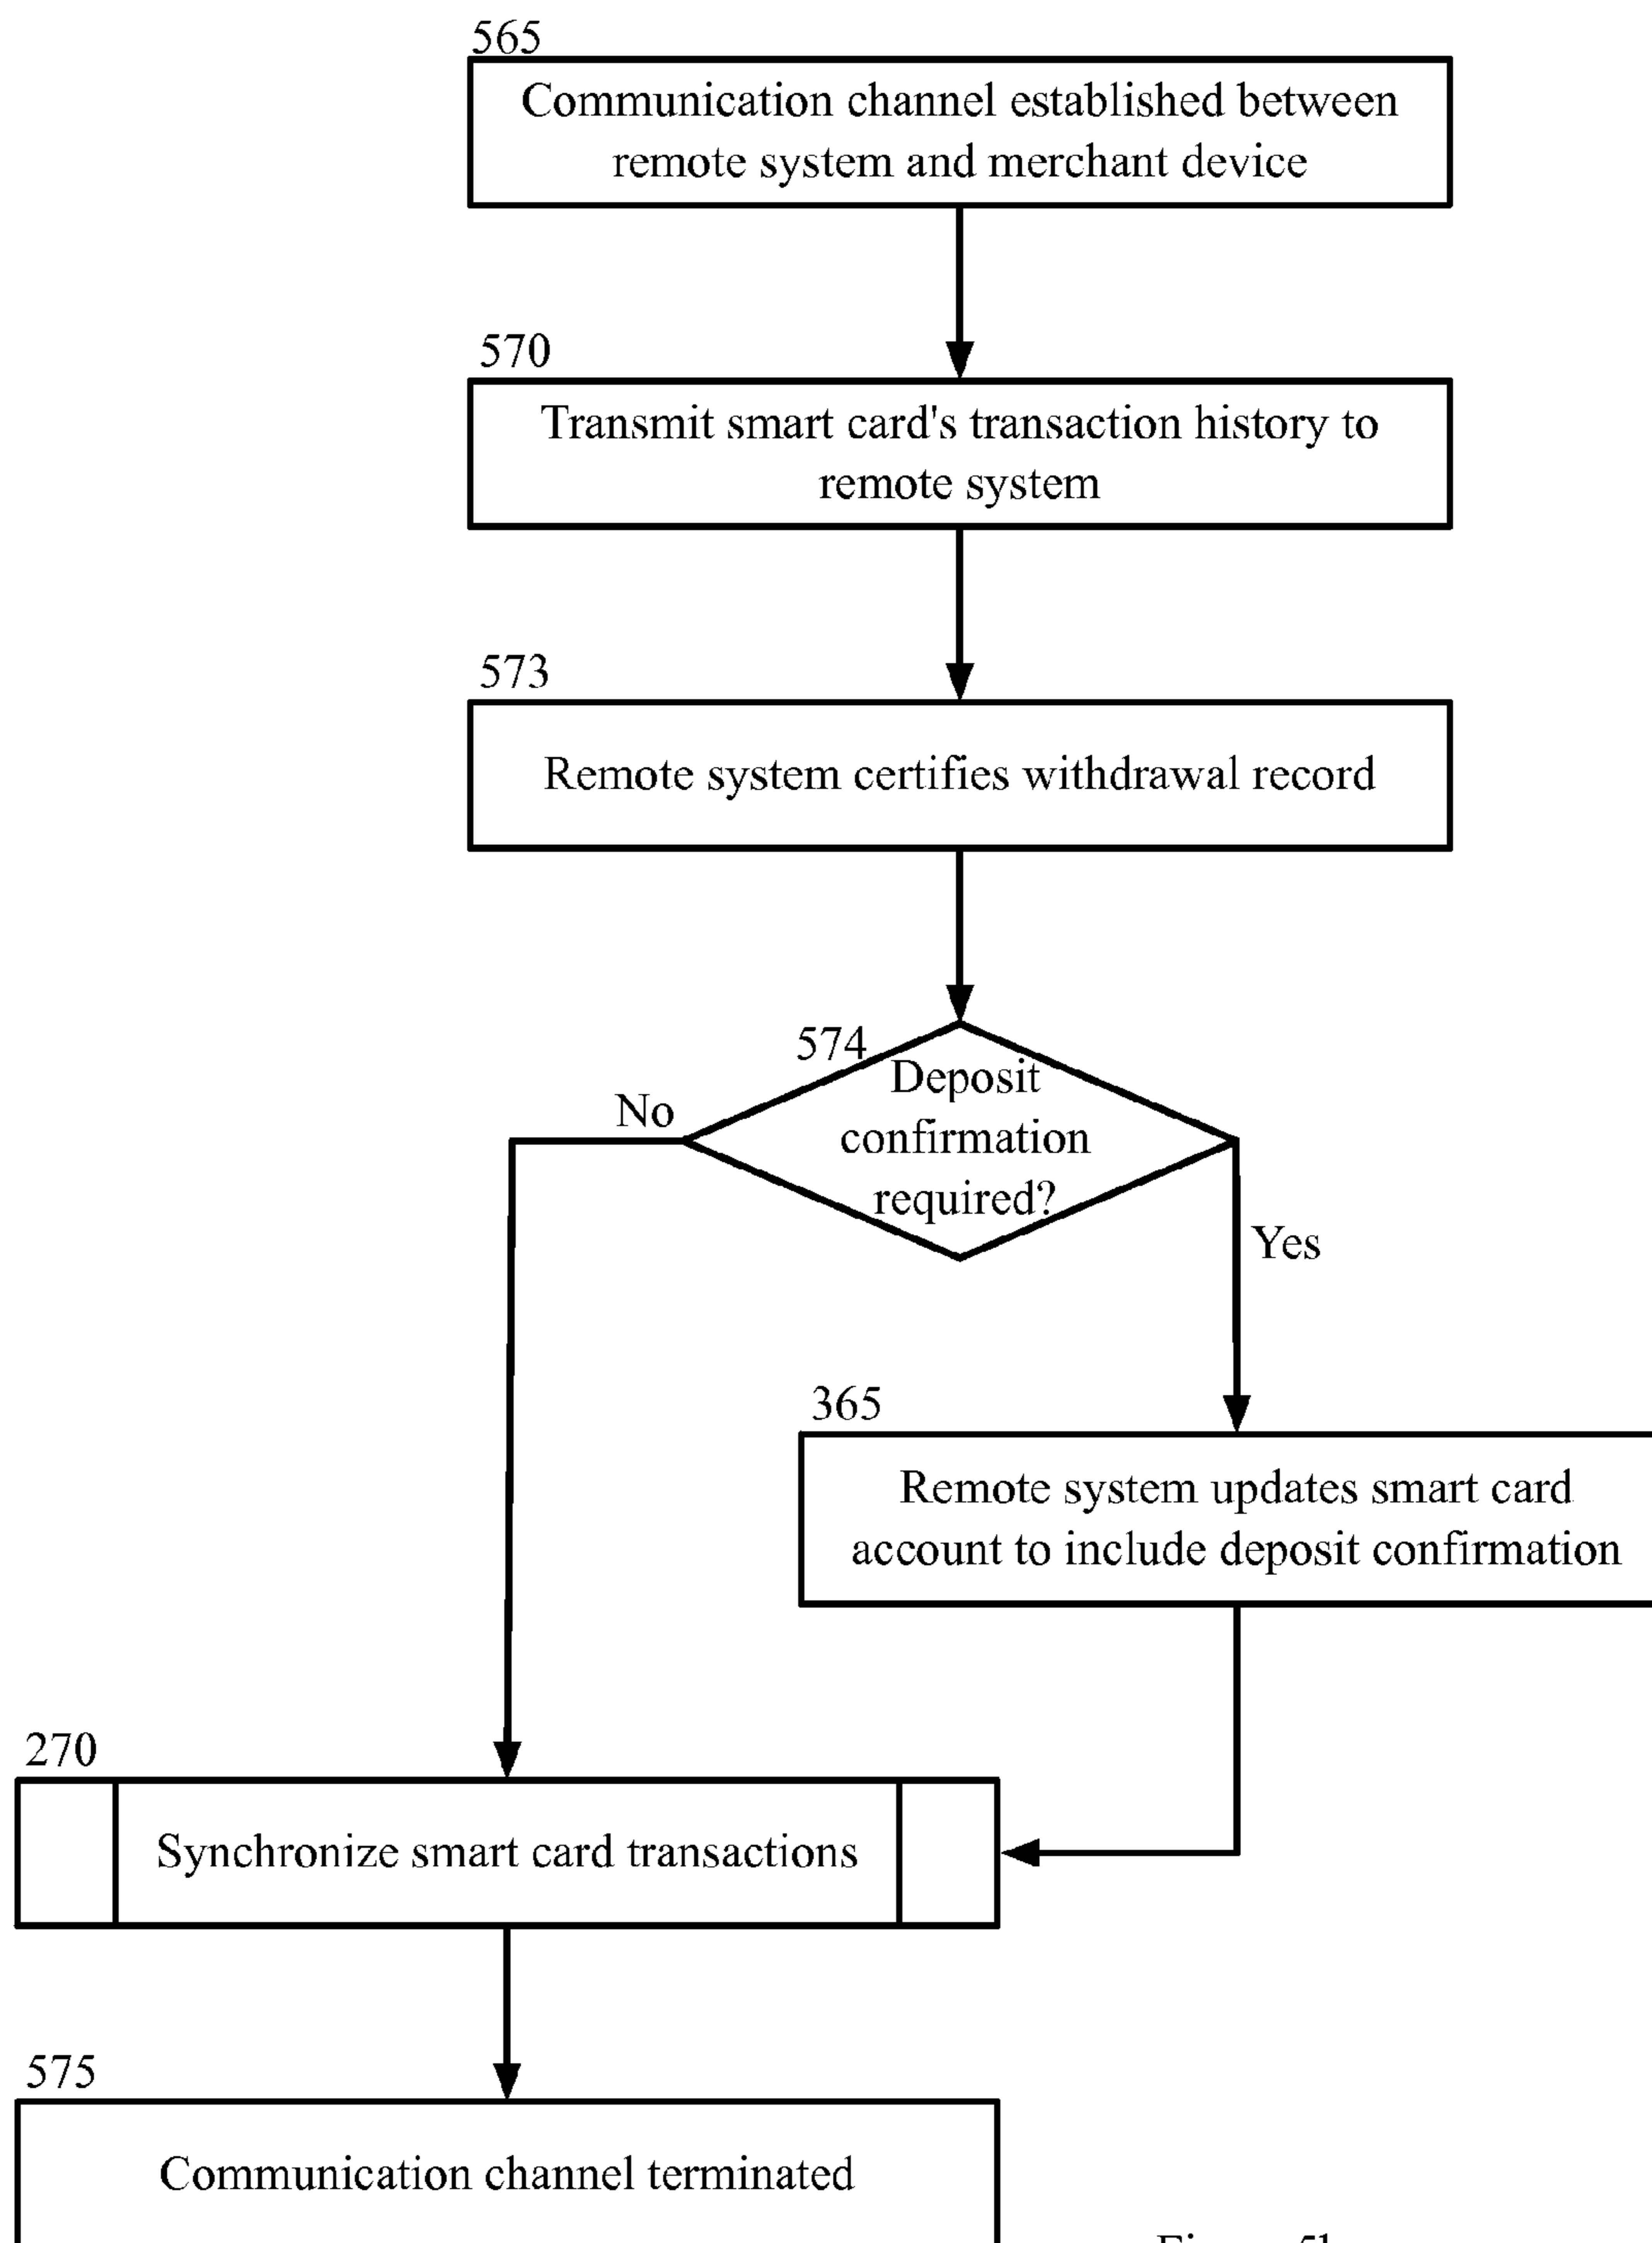 565
Communication channel established between
remote system and merchant device
570
Transmit smart card's transaction history to
remote system
573
Remote system certifies withdrawal record
574
Deposit
confirmation
required?
No
Yes
365
Remote system updates smart card
account to include deposit confirmation
270
Synchronize smart card transactions
575
Communication channel terminated